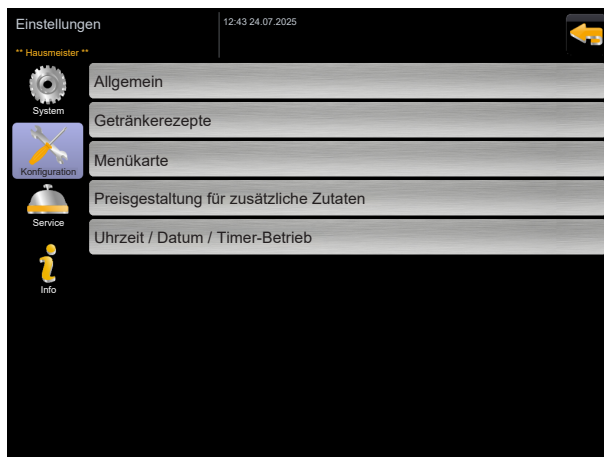 Einstellungen
12:43 24.07.2025
** Hausmeister **
System
Konfiguration
Service
Info
Allgemein
Getränkerezepte
Menükarte
Preisgestaltung für zusätzliche Zutaten
Uhrzeit / Datum / Timer-Betrieb